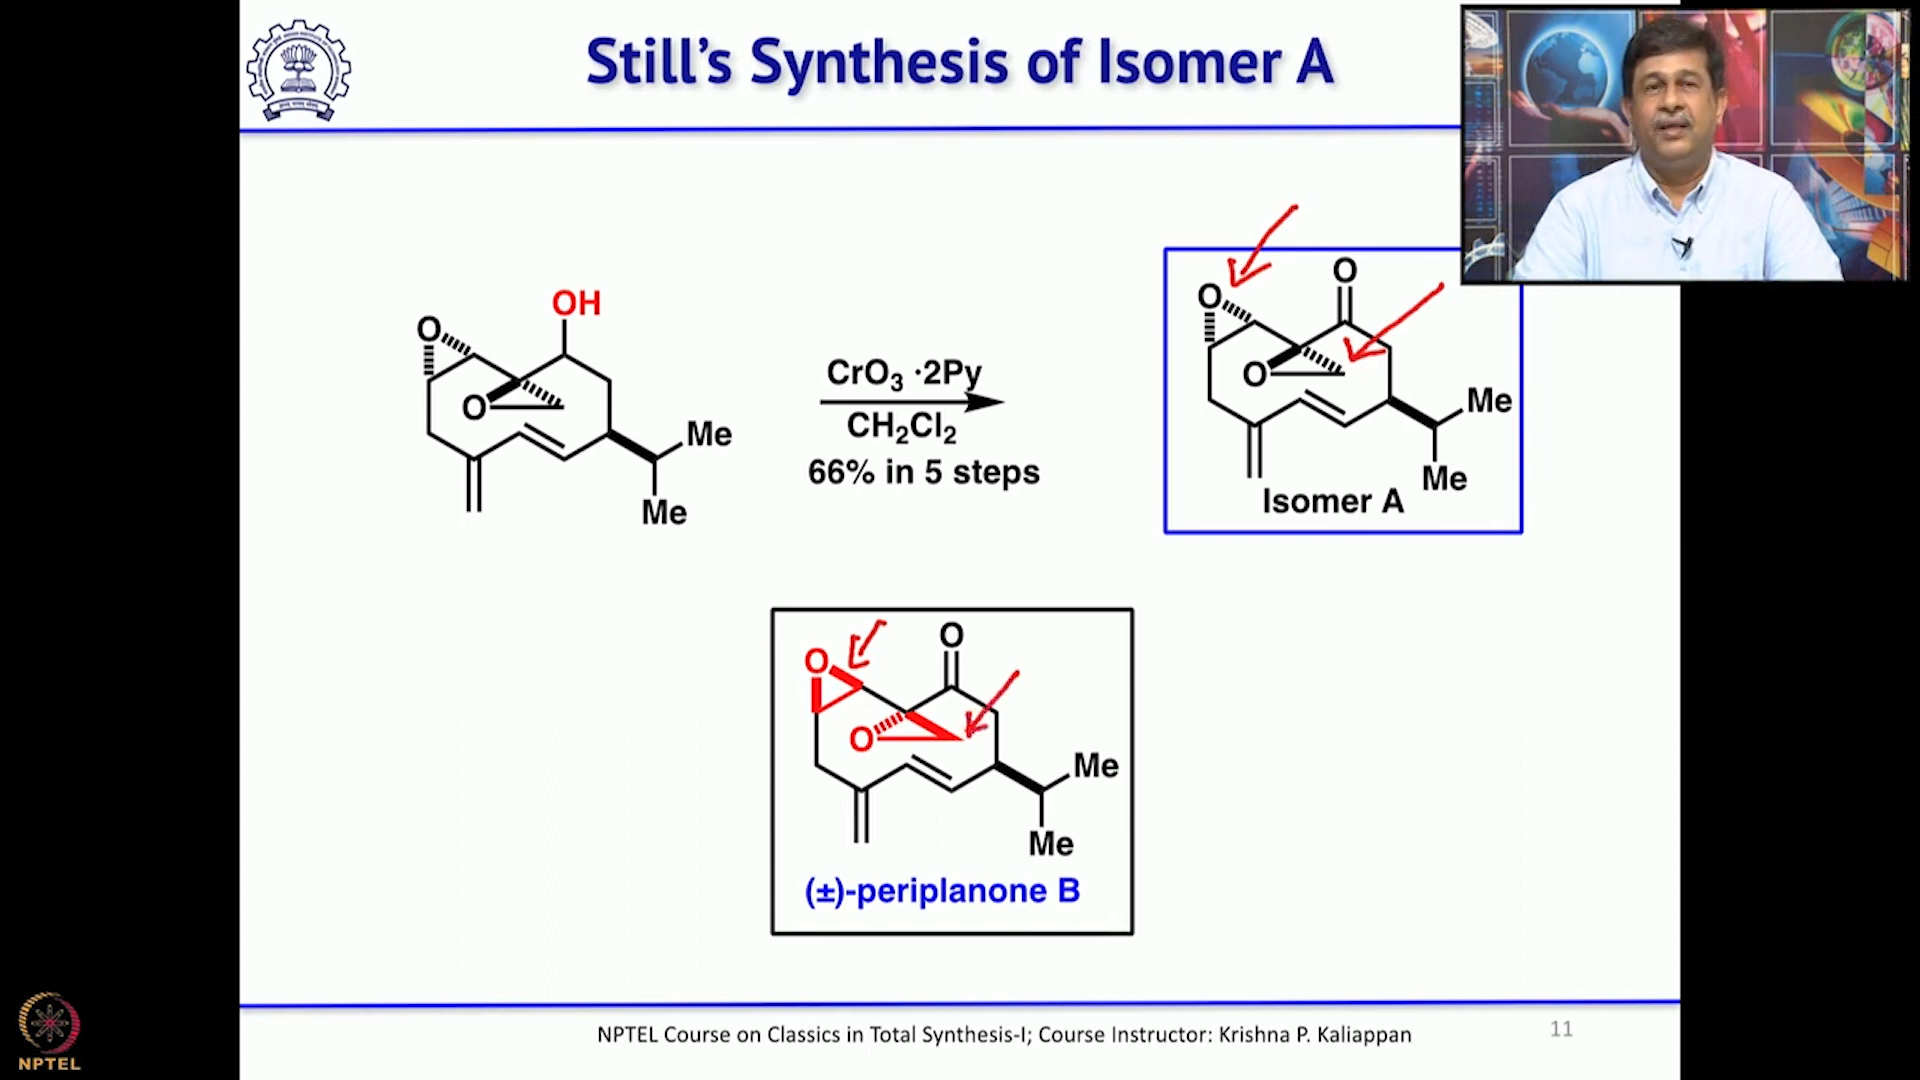 Still's Synthesis of Isomer A
OH
O
O
Me
Me
CrO₃ ·2Py
CH₂Cl₂
66% in 5 steps
O
O
O
Me
Me
Isomer A
O
O
O
Me
Me
(±)-periplanone B
NPTEL Course on Classics in Total Synthesis-I; Course Instructor: Krishna P. Kaliappan
11
NPTEL